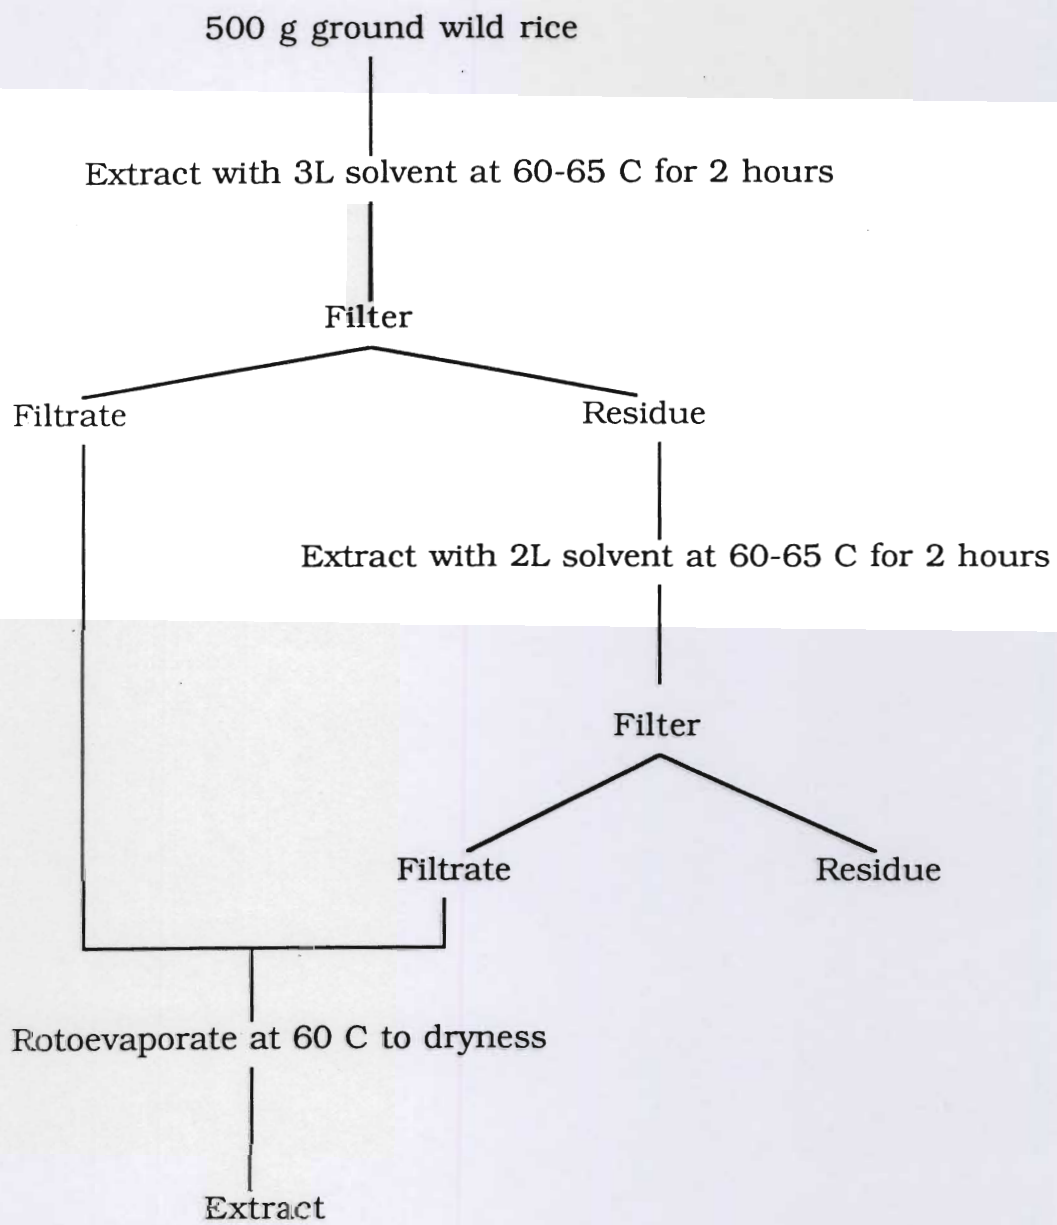 500 g ground wild rice
Extract with 3L solvent at 60-65 C for 2 hours
Filter
Filtrate
Residue
Extract with 2L solvent at 60-65 C for 2 hours
Filter
Filtrate
Residue
Rotoevaporate at 60 C to dryness
Extract